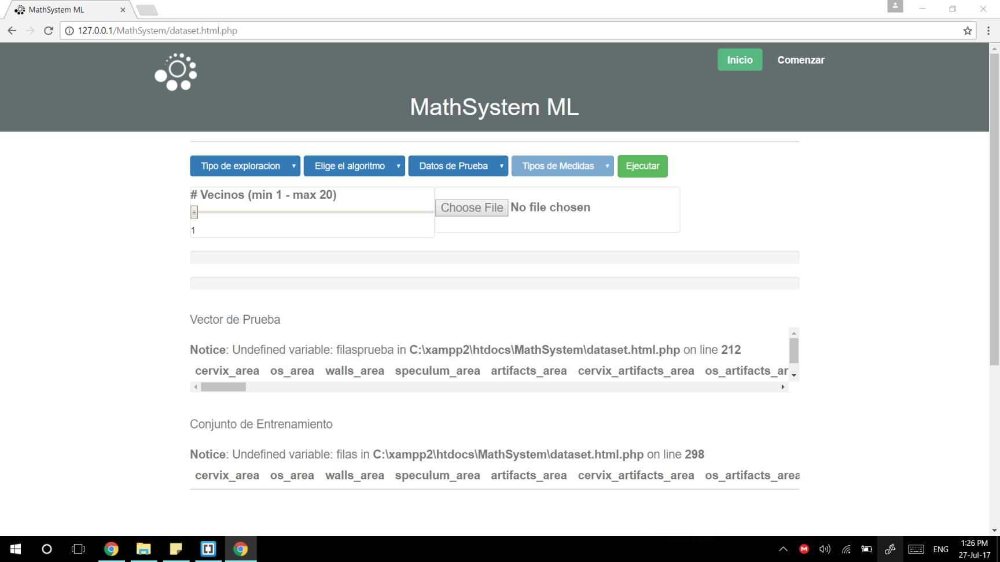 MathSystem ML
127.0.0.1/MathSystem/dataset.html.php
Inicio Comenzar
MathSystem ML
Tipo de exploracion Elige el algoritmo Datos de Prueba Tipos de Medidas Ejecutar
# Vecinos (min 1 - max 20)
Choose File No file chosen
1
Vector de Prueba
Notice: Undefined variable: filasprueba in C:\xampp2\htdocs\MathSystem\dataset.html.php on line 212
cervix_area os_area walls_area speculum_area artifacts_area cervix_artifacts_area os_artifacts_ar
Conjunto de Entrenamiento
Notice: Undefined variable: filas in C:\xampp2\htdocs\MathSystem\dataset.html.php on line 298
cervix_area os_area walls_area speculum_area artifacts_area cervix_artifacts_area os_artifacts_area
ENG
1:26 PM
27-Jul-17